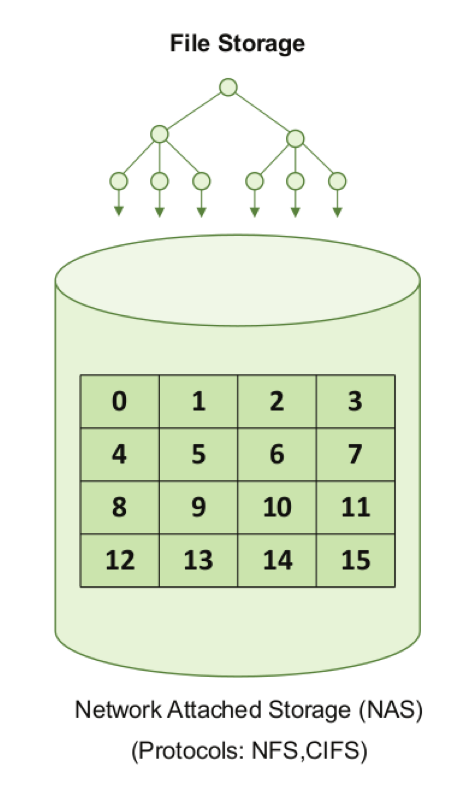 File Storage
0 1 2 3
4 5 6 7
8 9 10 11
12 13 14 15
Network Attached Storage (NAS)
(Protocols: NFS,CIFS)